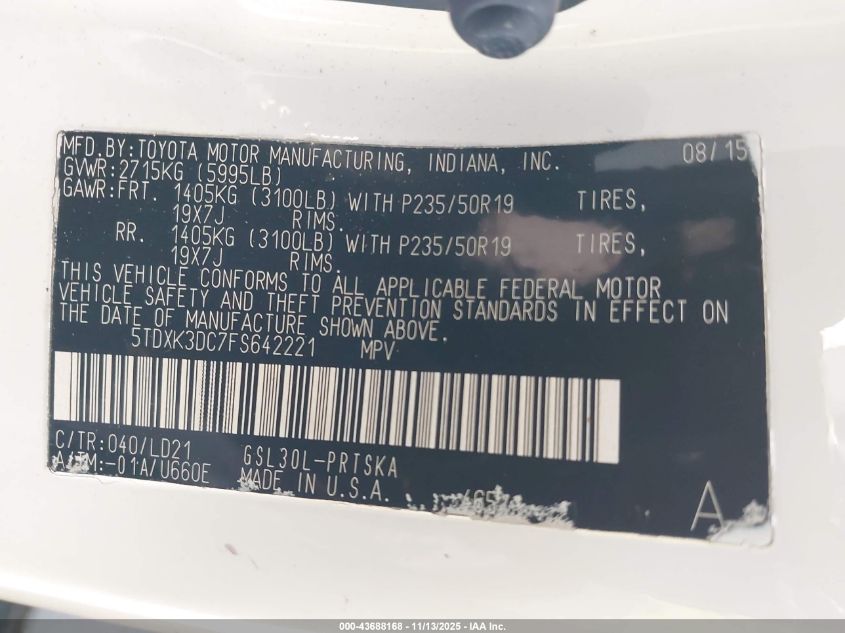 MFD.BY:TOYOTA MOTOR MANUFACTURING, INDIANA, INC. 08/15
GVWR:2715KG (5995LB)
GAWR:FRT. 1405KG (3100LB) WITH P235/50R19 TIRES,
19X7J RIMS.
RR. 1405KG (3100LB) WITH P235/50R19 TIRES,
19X7J RIMS.
THIS VEHICLE CONFORMS TO ALL APPLICABLE FEDERAL MOTOR
VEHICLE SAFETY AND THEFT PREVENTION STANDARDS IN EFFECT ON
THE DATE OF MANUFACTURE SHOWN ABOVE.
5TDXK3DC7FS642221 MPV
C/TR:040/LD21 GSL30L-PRTSKA
A/TM:-01A/U660E MADE IN U.S.A.
A
000-43688168 - 11/13/2025 - IAA Inc.